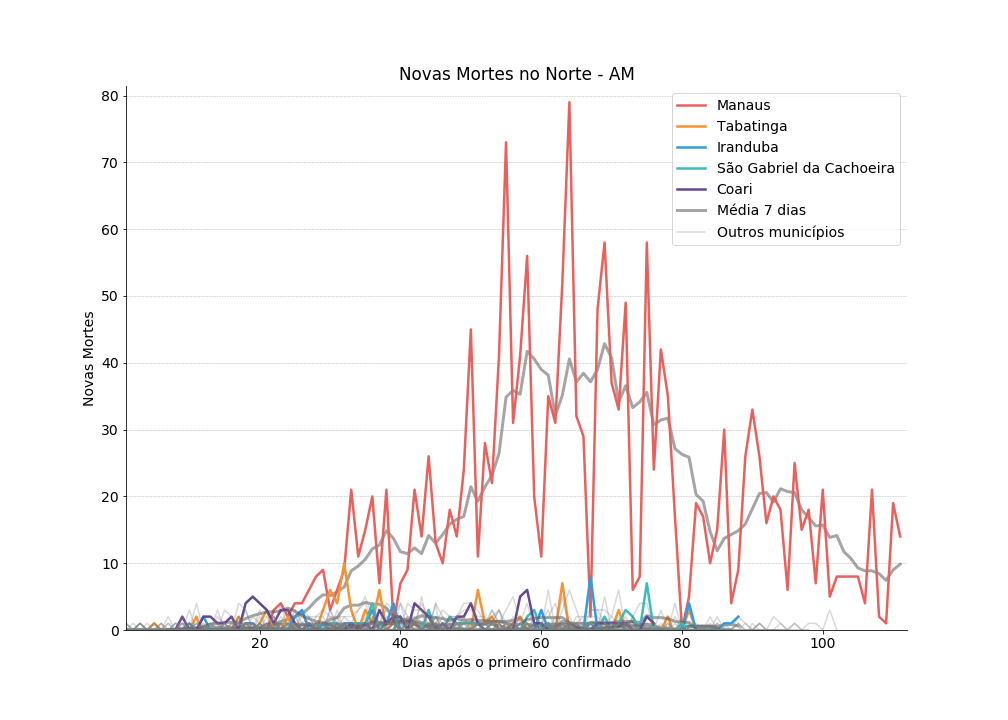 Novas Mortes no Norte - AM
80
70
60
50
40
30
20
10
0
Novas Mortes
20
40
60
80
100
Dias após o primeiro confirmado
Manaus
Tabatinga
Iranduba
São Gabriel da Cachoeira
Coari
Média 7 dias
Outros municípios